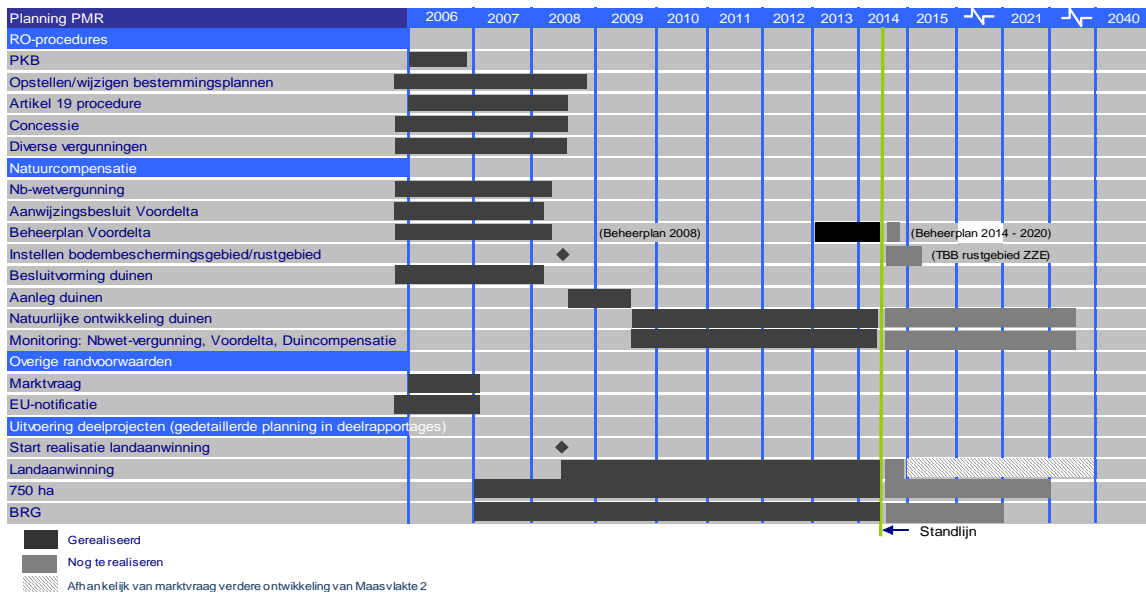 Planning PMR 2006 2007 2008 2009 2010 2011 2012 2013 2014 2015 2021 2040
RO-procedures
PKB
Opstellen/wijzigen bestemmingsplannen
Artikel 19 procedure
Concessie
Diverse vergunningen
Natuurcompensatie
Nb-wetvergunning
Aanwijzingsbesluit Voordelta
Beheerplan Voordelta (Beheerplan 2008) (Beheerplan 2014 - 2020)
Instellen bodembeschermingsgebied/rustgebied (TBB rustgebied ZZE)
Besluitvorming duinen
Aanleg duinen
Natuurlijke ontwikkeling duinen
Monitoring: Nbwet-vergunning, Voordelta, Duincompensatie
Overige randvoorwaarden
Marktvraag
EU-notificatie
Uitvoering deelprojecten (gedetaillerde planning in deelrapportages)
Start realisatie landaanwinning
Landaanwinning
750 ha
BRG
Standlijn
Gerealiseerd
Nog te realiseren
Afhankelijk van marktvraag verdere ontwikkeling van Maasvlakte 2